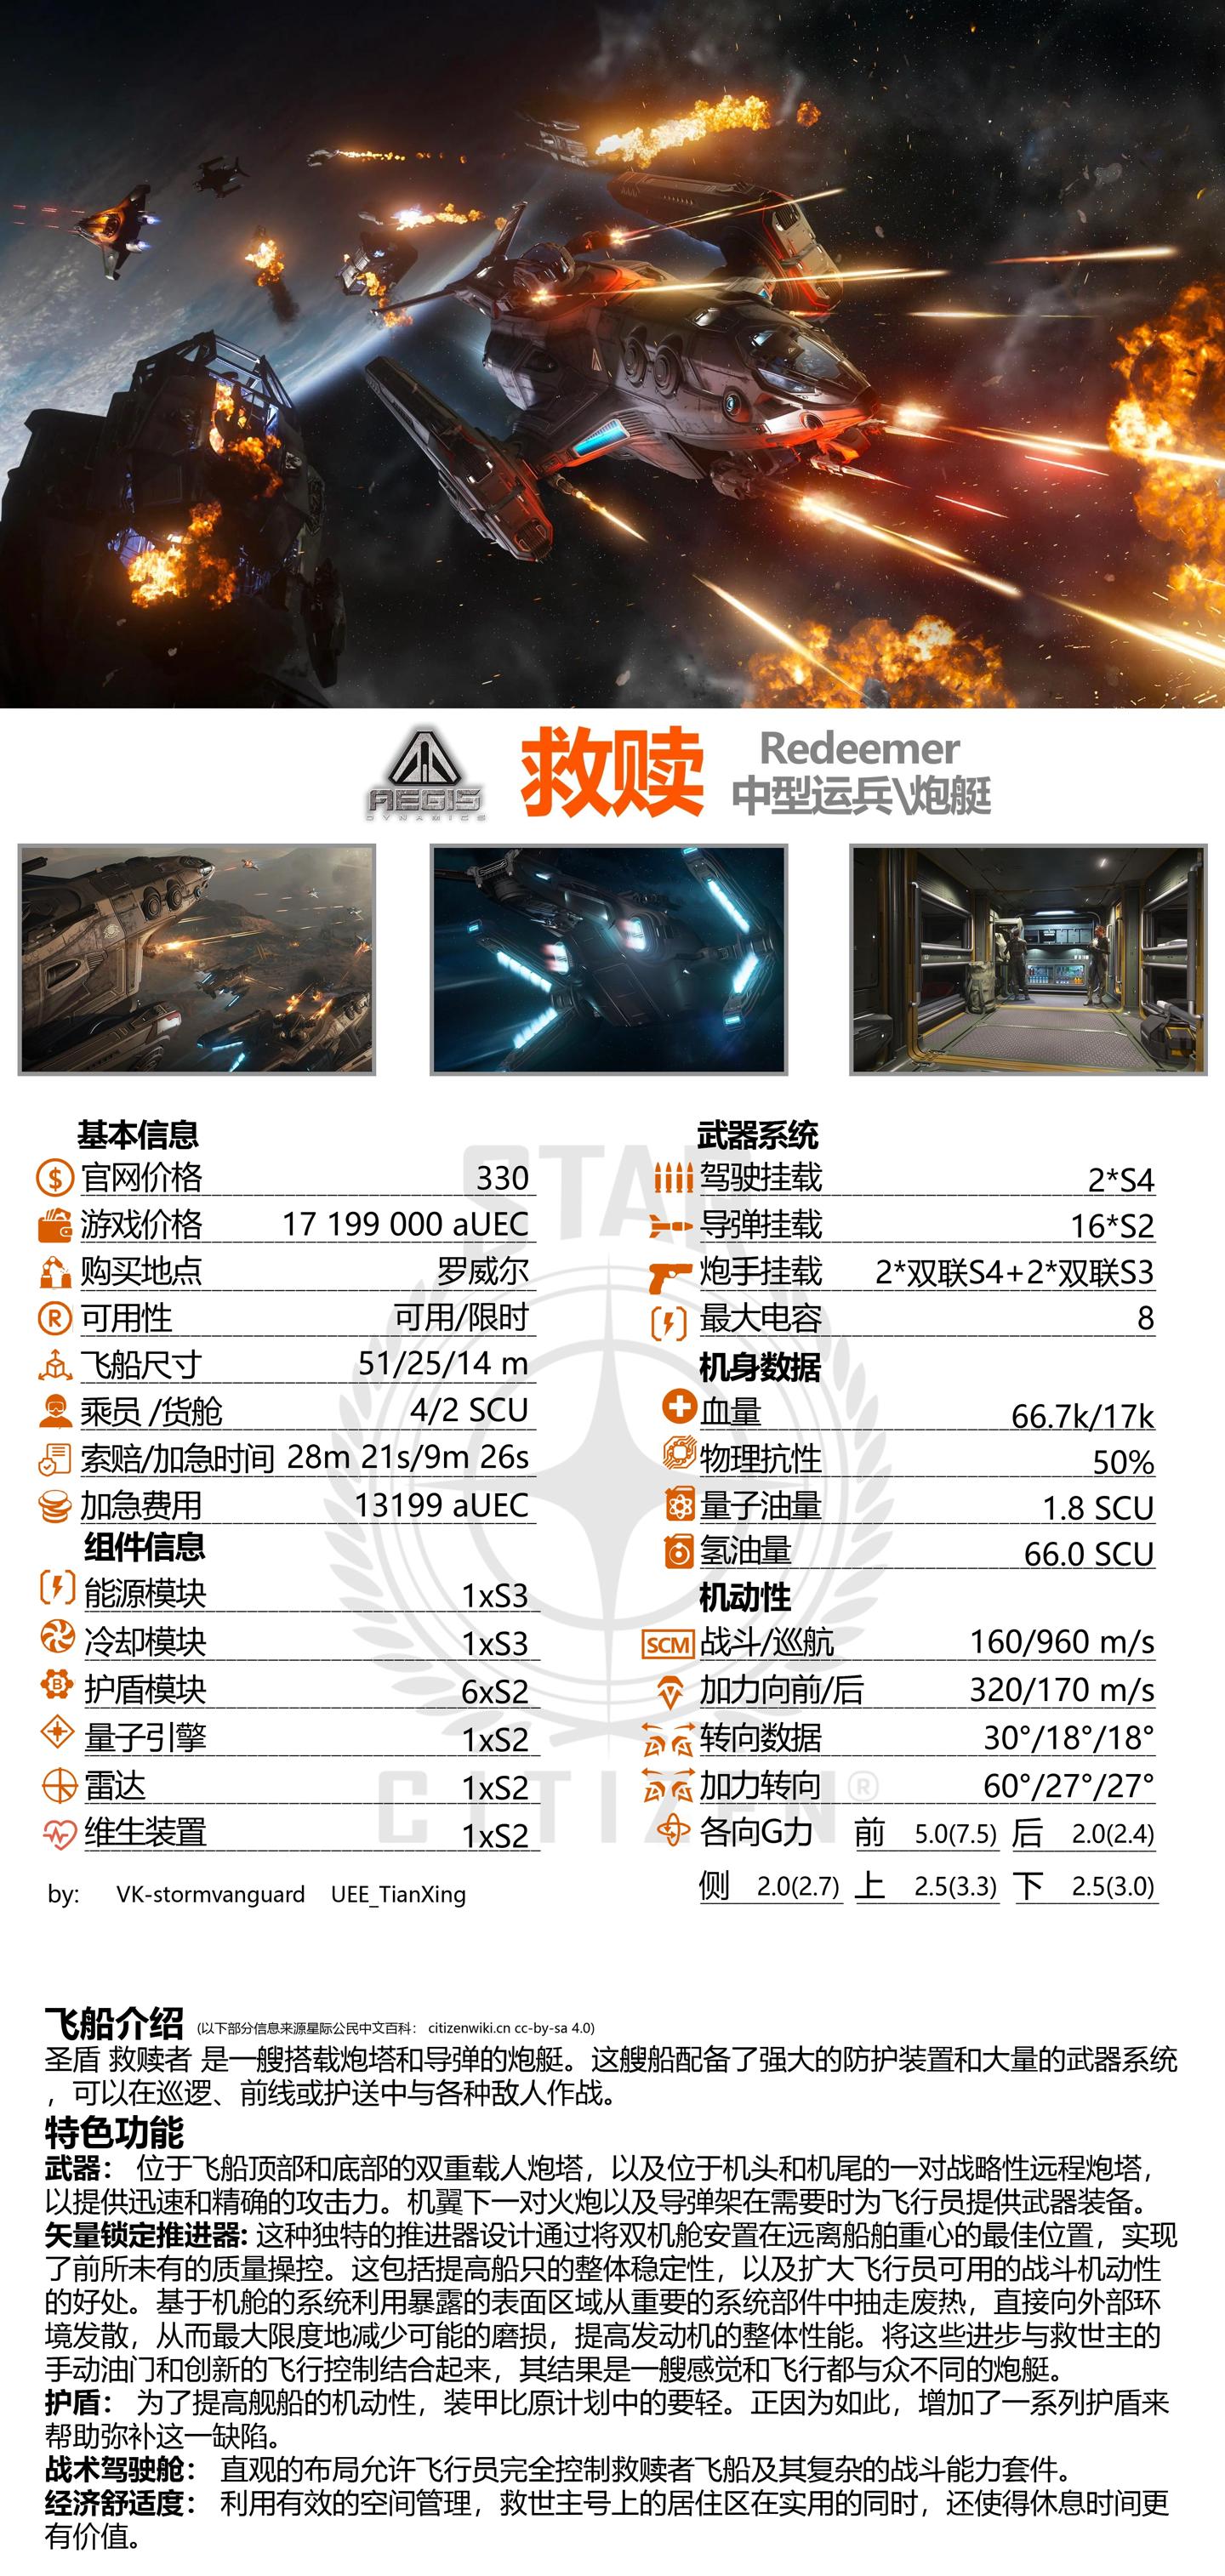 AEGIS
DYNAMICS
救赎
Redeemer
中型运兵\炮艇
STAR
CITIZEN®
基本信息
官网价格 330
游戏价格 17 199 000 aUEC
购买地点 罗威尔
可用性 可用/限时
飞船尺寸 51/25/14 m
乘员 /货舱 4/2 SCU
索赔/加急时间 28m 21s/9m 26s
加急费用 13199 aUEC
组件信息
能源模块 1xS3
冷却模块 1xS3
护盾模块 6xS2
量子引擎 1xS2
雷达 1xS2
维生装置 1xS2
by: VK-stormvanguard UEE_TianXing
武器系统
驾驶挂载 2*S4
导弹挂载 16*S2
炮手挂载 2*双联S4+2*双联S3
最大电容 8
机身数据
血量 66.7k/17k
物理抗性 50%
量子油量 1.8 SCU
氢油量 66.0 SCU
机动性
SCM 战斗/巡航 160/960 m/s
加力向前/后 320/170 m/s
转向数据 30°/18°/18°
加力转向 60°/27°/27°
各向G力 前 5.0(7.5) 后 2.0(2.4)
侧 2.0(2.7) 上 2.5(3.3) 下 2.5(3.0)
飞船介绍 (以下部分信息来源星际公民中文百科： citizenwiki.cn cc-by-sa 4.0)
圣盾 救赎者 是一艘搭载炮塔和导弹的炮艇。这艘船配备了强大的防护装置和大量的武器系统
，可以在巡逻、前线或护送中与各种敌人作战。
特色功能
武器： 位于飞船顶部和底部的双重载人炮塔，以及位于机头和机尾的一对战略性远程炮塔，
以提供迅速和精确的攻击力。机翼下一对火炮以及导弹架在需要时为飞行员提供武器装备。
矢量锁定推进器: 这种独特的推进器设计通过将双机舱安置在远离船舶重心的最佳位置，实现
了前所未有的质量操控。这包括提高船只的整体稳定性，以及扩大飞行员可用的战斗机动性
的好处。基于机舱的系统利用暴露的表面区域从重要的系统部件中抽走废热，直接向外部环
境发散，从而最大限度地减少可能的磨损，提高发动机的整体性能。将这些进步与救世主的
手动油门和创新的飞行控制结合起来，其结果是一艘感觉和飞行都与众不同的炮艇。
护盾： 为了提高舰船的机动性，装甲比原计划中的要轻。正因为如此，增加了一系列护盾来
帮助弥补这一缺陷。
战术驾驶舱： 直观的布局允许飞行员完全控制救赎者飞船及其复杂的战斗能力套件。
经济舒适度： 利用有效的空间管理，救世主号上的居住区在实用的同时，还使得休息时间更
有价值。